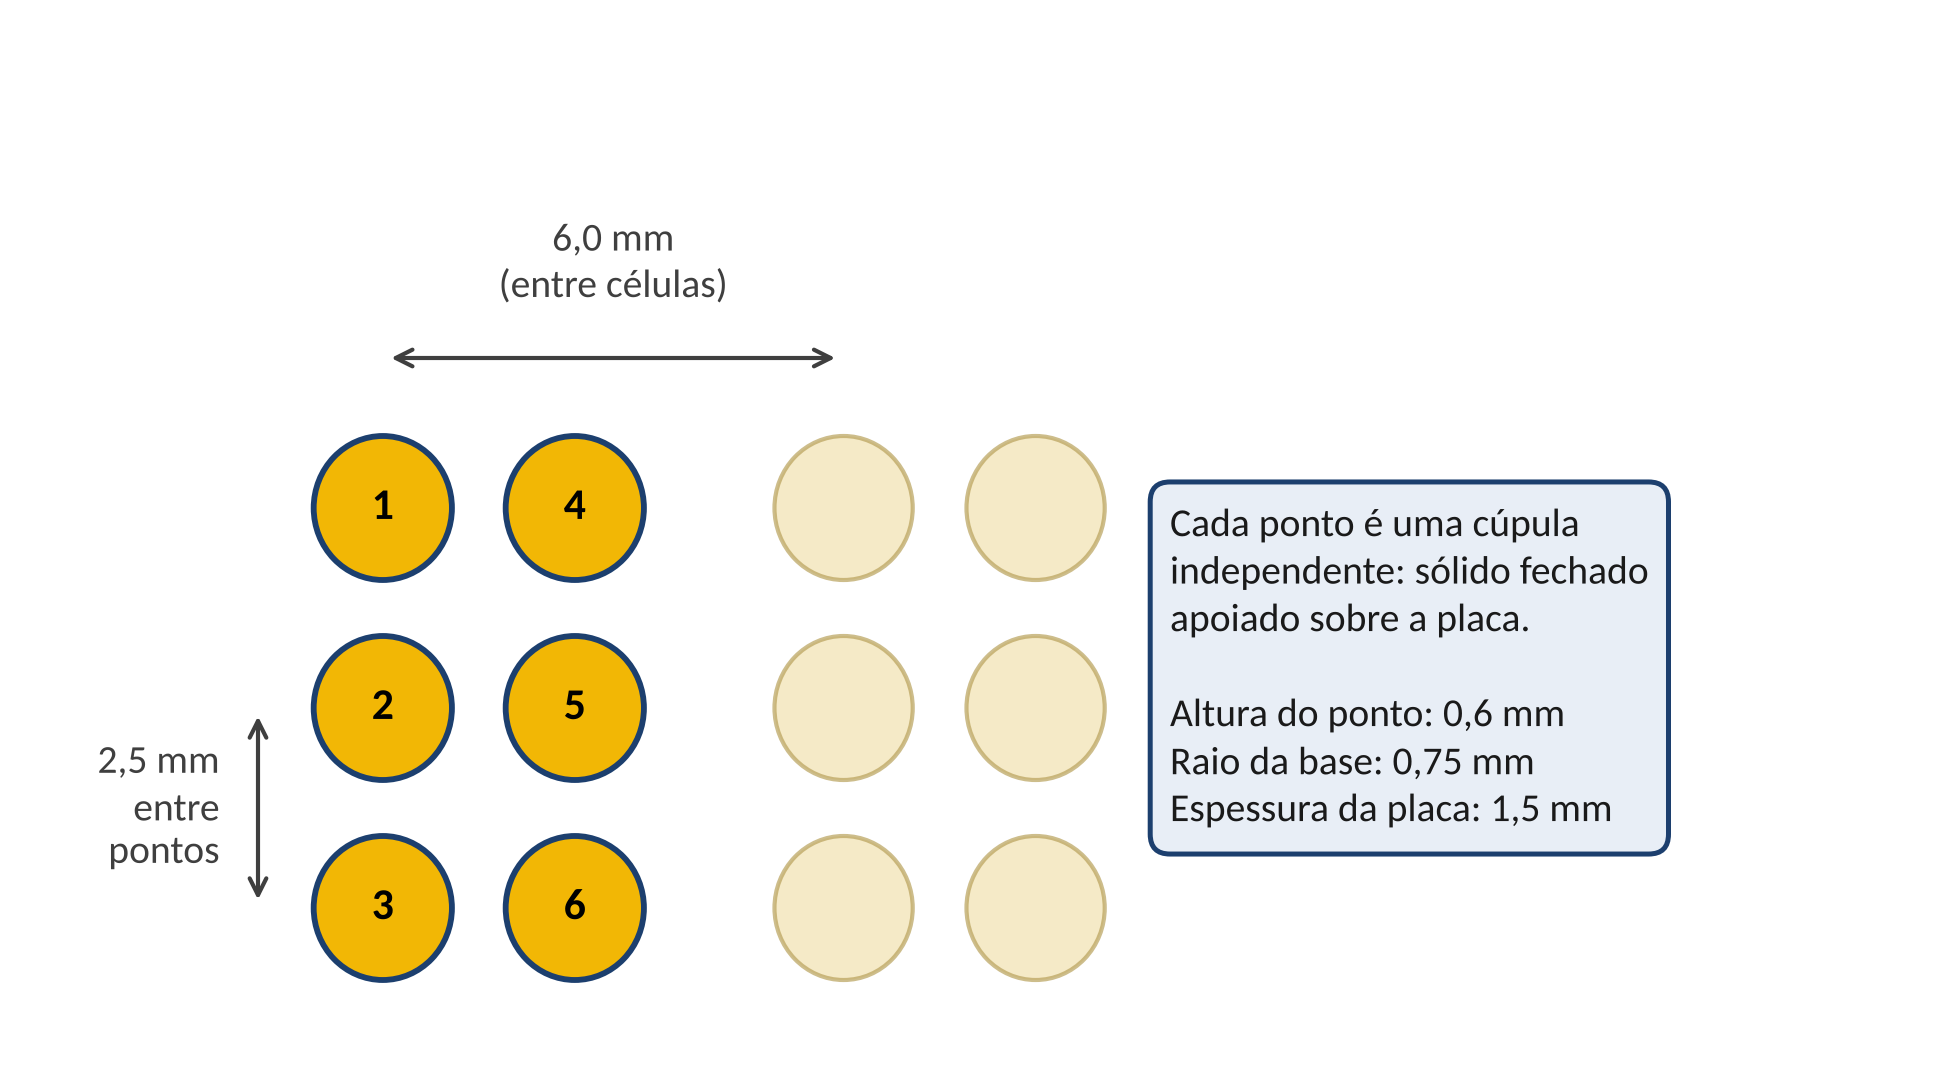 6,0 mm
(entre células)
1
4
2
5
3
6
2,5 mm
entre
pontos
Cada ponto é uma cúpula
independente: sólido fechado
apoiado sobre a placa.
Altura do ponto: 0,6 mm
Raio da base: 0,75 mm
Espessura da placa: 1,5 mm